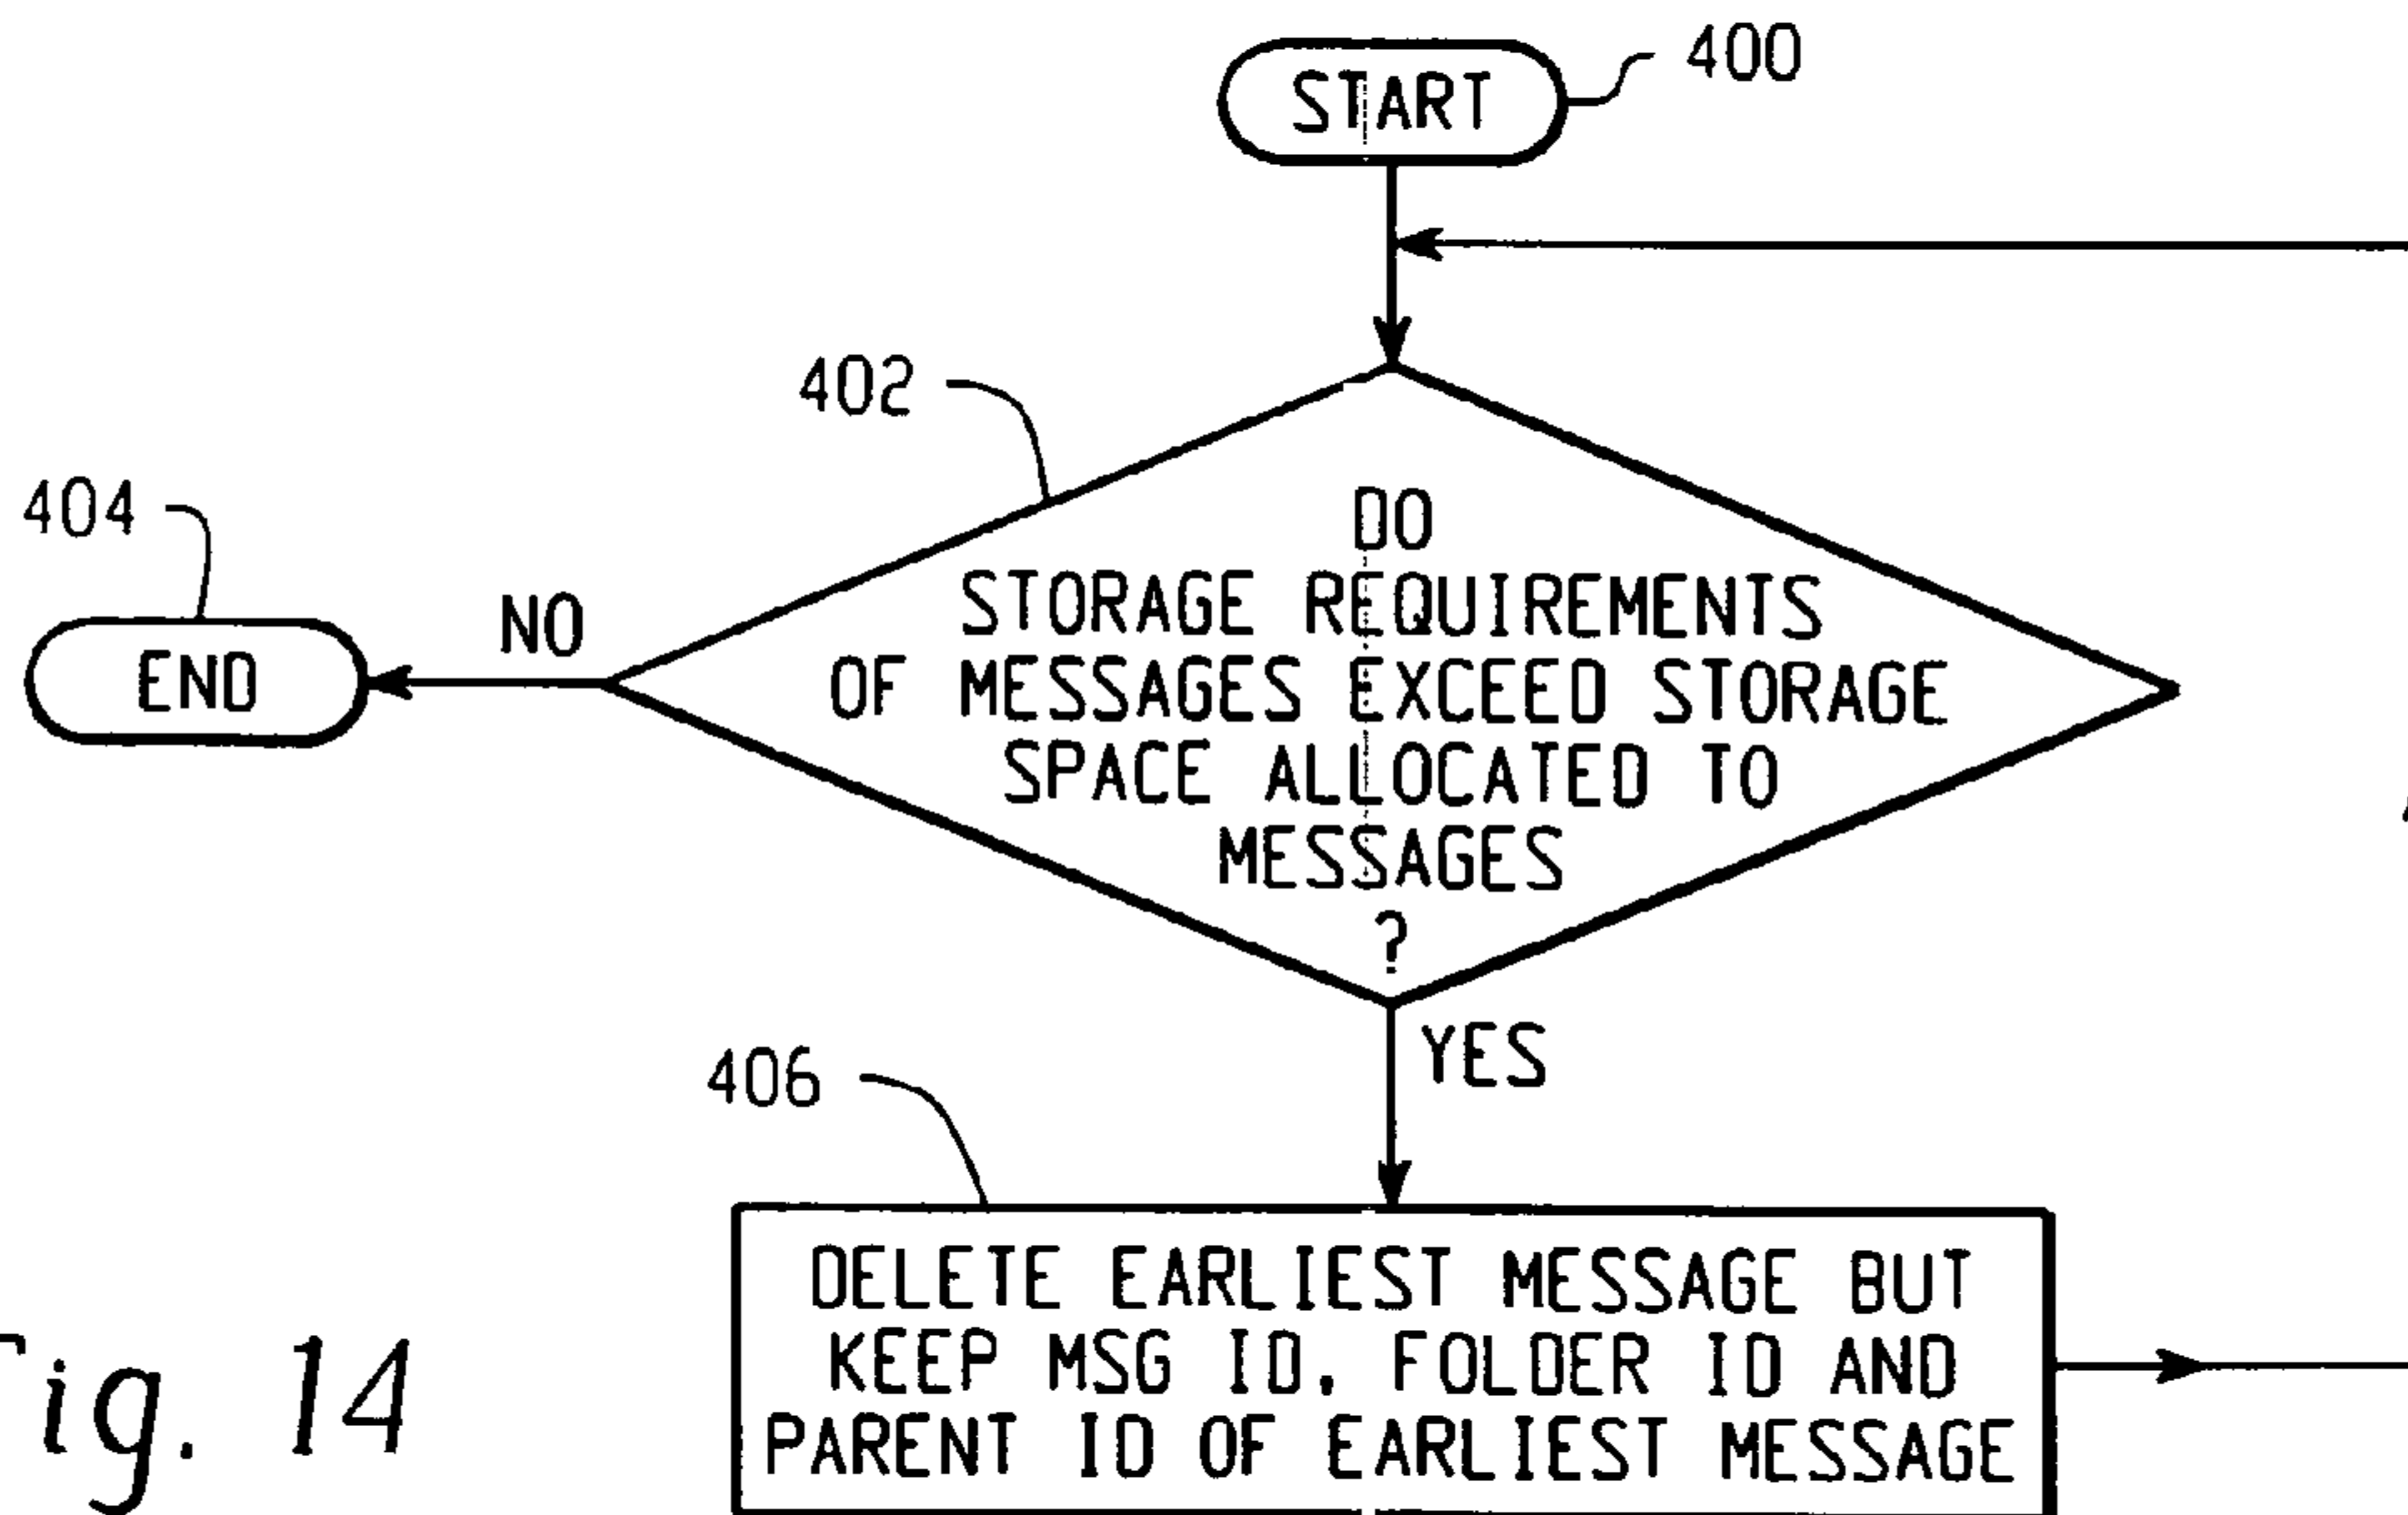 START
400
402
404
DO
STORAGE REQUIREMENTS
OF MESSAGES EXCEED STORAGE
SPACE ALLOCATED TO
MESSAGES
?
NO
END
YES
406
DELETE EARLIEST MESSAGE BUT
KEEP MSG ID, FOLDER ID AND
PARENT ID OF EARLIEST MESSAGE
Fig. 14